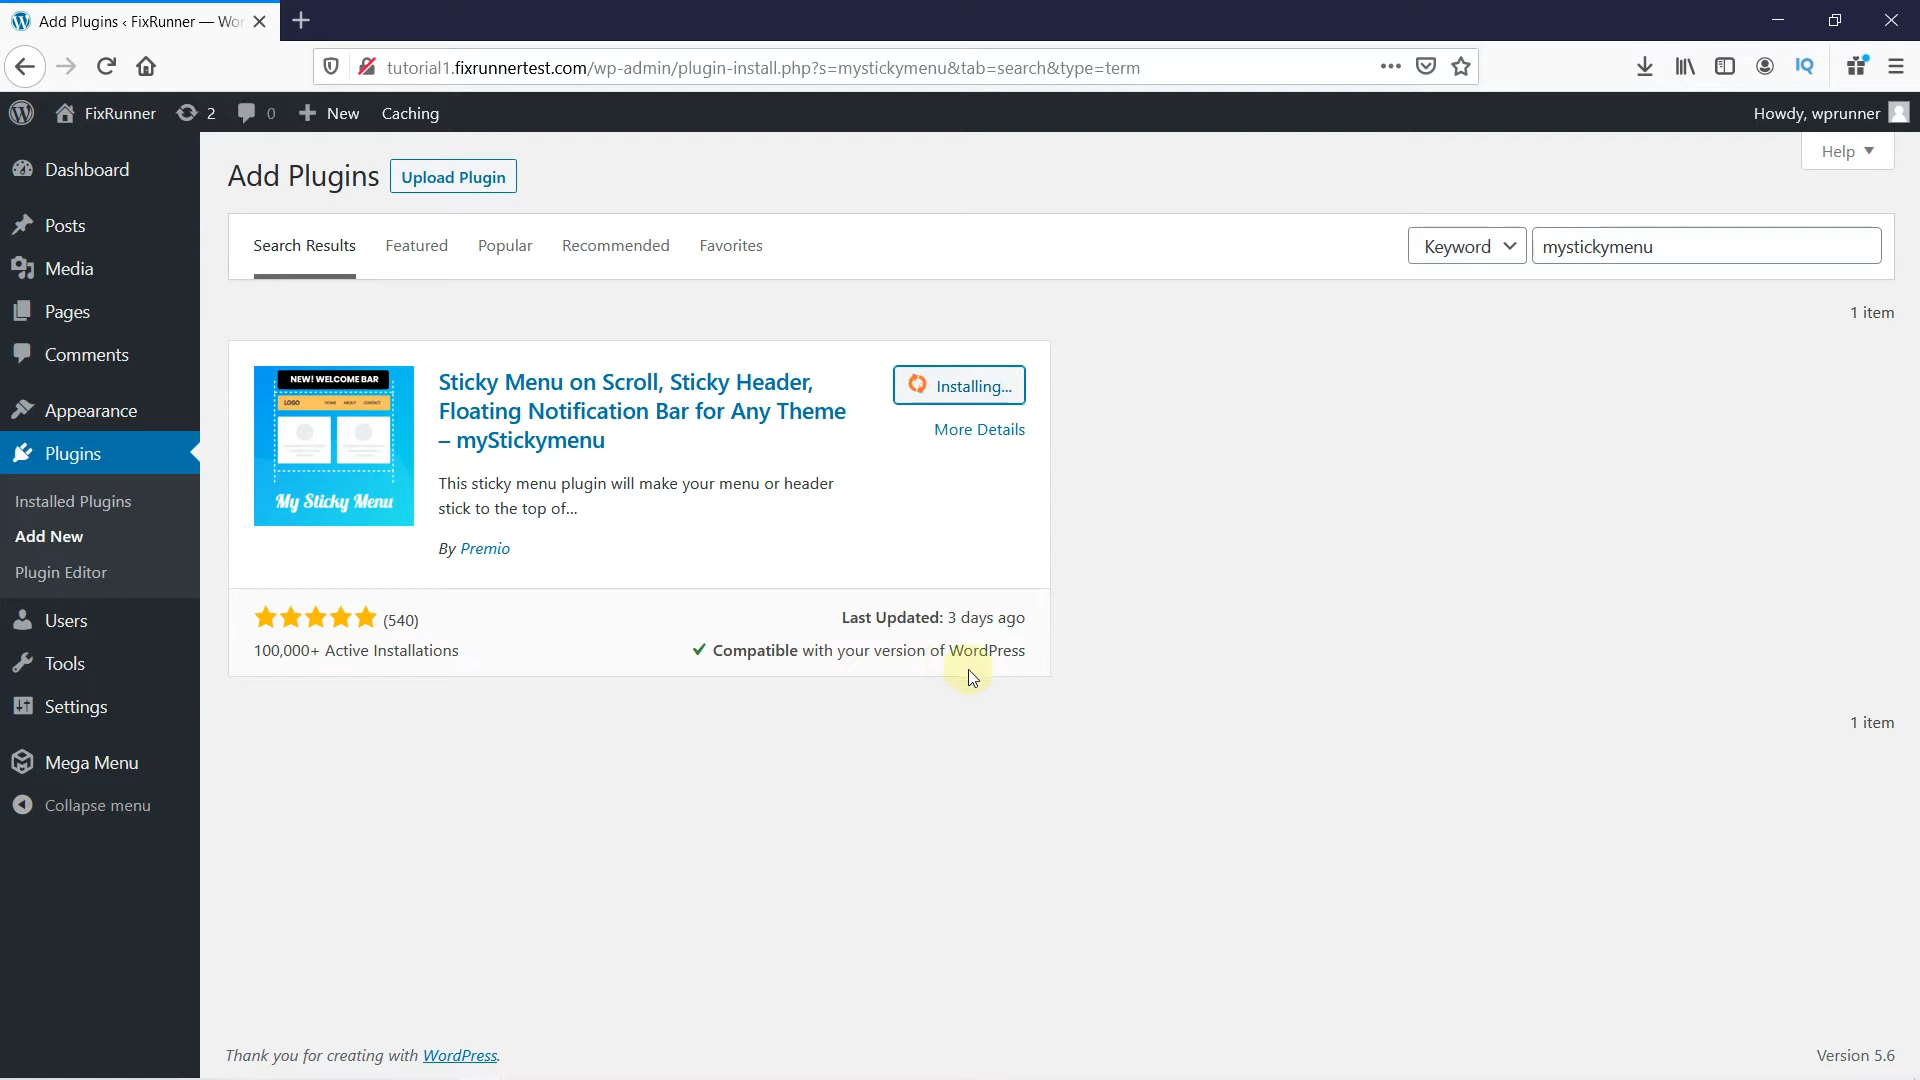 Add Plugins ‹ FixRunner — Wor
tutorial1.fixrunnertest.com/wp-admin/plugin-install.php?s=mystickymenu&tab=search&type=term
IQ
FixRunner 2 0 New Caching Howdy, wprunner
Help
Dashboard
Posts
Media
Pages
Comments
Appearance
Plugins
Installed Plugins
Add New
Plugin Editor
Users
Tools
Settings
Mega Menu
Collapse menu
Add Plugins Upload Plugin
Search Results Featured Popular Recommended Favorites Keyword mystickymenu
1 item
NEW! WELCOME BAR
LOGO HOME ABOUT CONTACT
My Sticky Menu
Sticky Menu on Scroll, Sticky Header,
Floating Notification Bar for Any Theme
– myStickymenu
Installing...
More Details
This sticky menu plugin will make your menu or header
stick to the top of...
By Premio
(540)
Last Updated: 3 days ago
100,000+ Active Installations
Compatible with your version of WordPress
1 item
Thank you for creating with WordPress.
Version 5.6